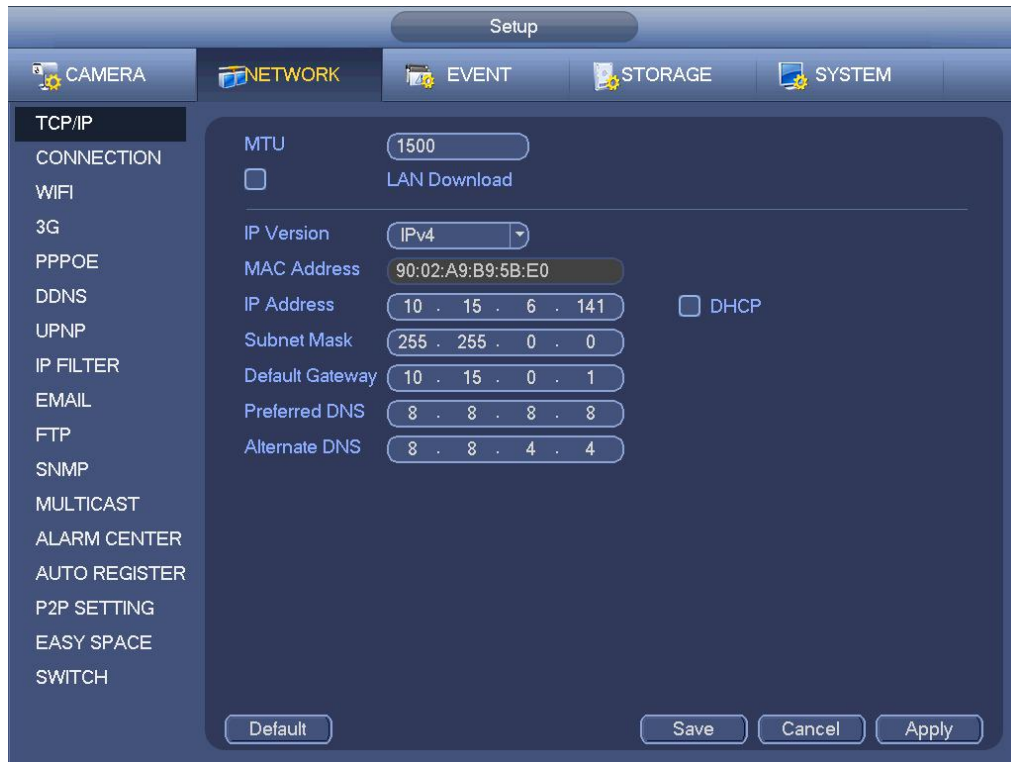 Setup
CAMERA NETWORK EVENT STORAGE SYSTEM
TCP/IP
CONNECTION
WIFI
3G
PPPOE
DDNS
UPNP
IP FILTER
EMAIL
FTP
SNMP
MULTICAST
ALARM CENTER
AUTO REGISTER
P2P SETTING
EASY SPACE
SWITCH
MTU 1500
LAN Download
IP Version IPv4
MAC Address 90:02:A9:B9:5B:E0
IP Address 10 . 15 . 6 . 141 DHCP
Subnet Mask 255 . 255 . 0 . 0
Default Gateway 10 . 15 . 0 . 1
Preferred DNS 8 . 8 . 8 . 8
Alternate DNS 8 . 8 . 4 . 4
Default Save Cancel Apply